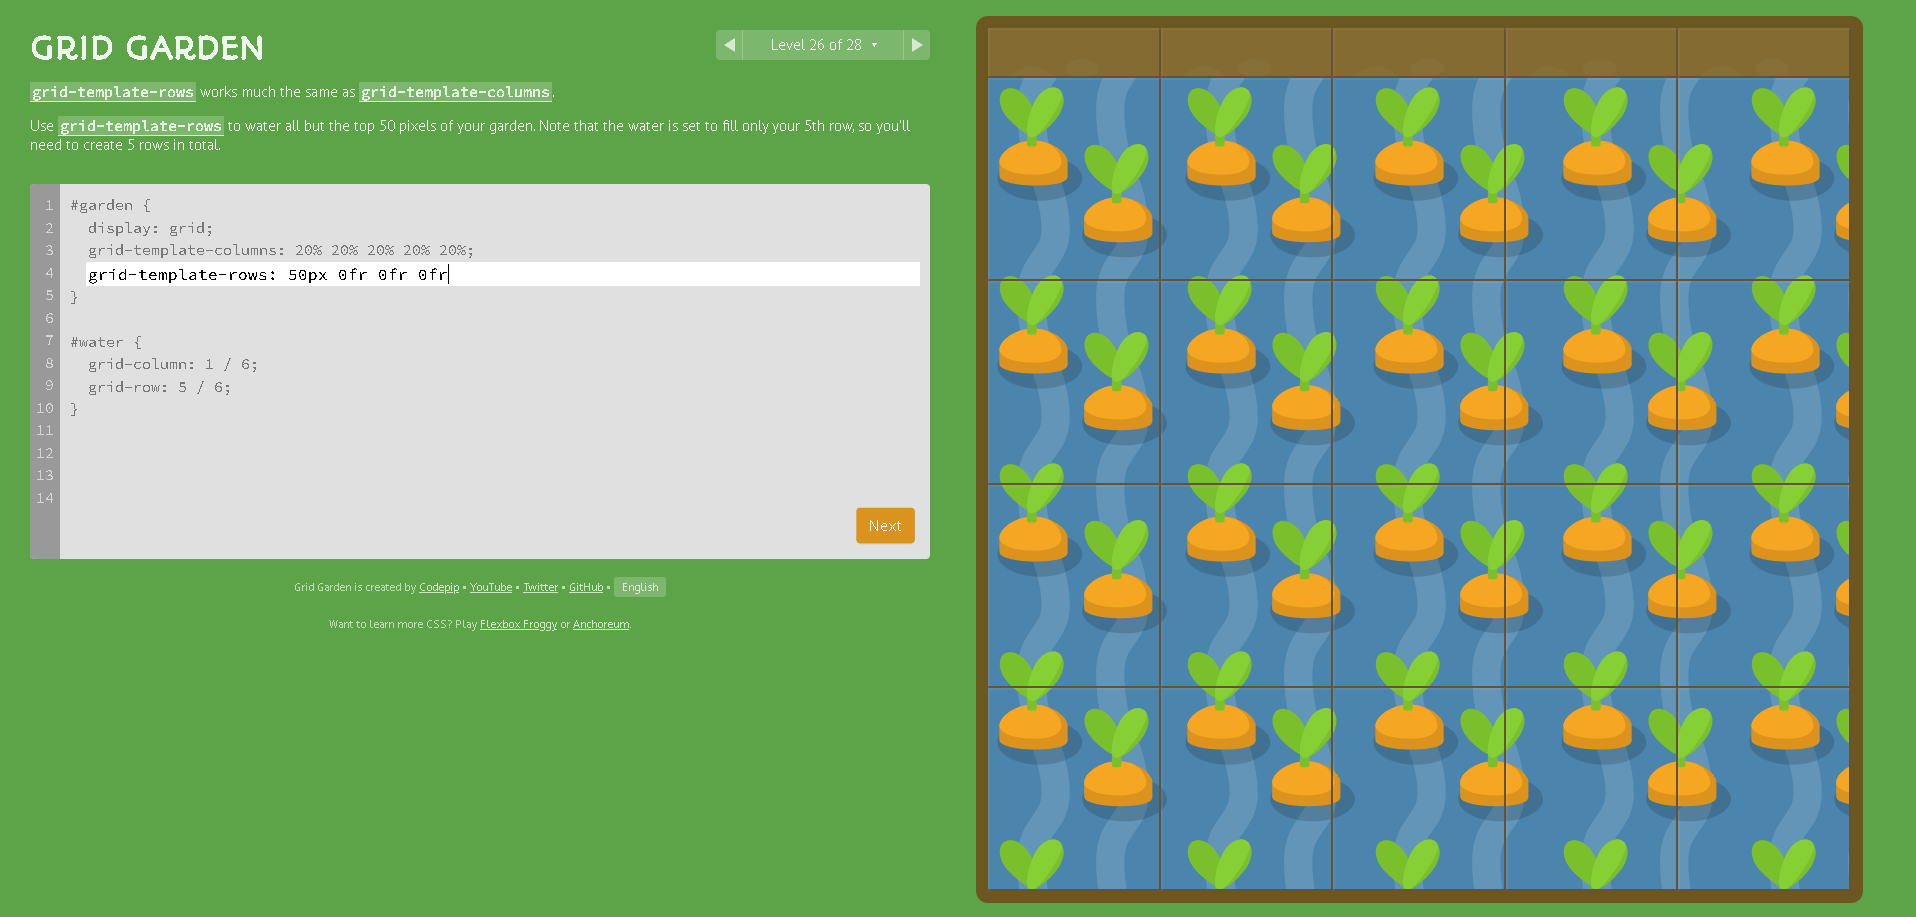 GRID GARDEN
◀ Level 26 of 28 ▾ ▶
grid-template-rows works much the same as grid-template-columns.
Use grid-template-rows to water all but the top 50 pixels of your garden. Note that the water is set to fill only your 5th row, so you'll
need to create 5 rows in total.
1 #garden {
2 display: grid;
3 grid-template-columns: 20% 20% 20% 20% 20%;
4 grid-template-rows: 50px 0fr 0fr 0fr
5 }
6
7 #water {
8 grid-column: 1 / 6;
9 grid-row: 5 / 6;
10 }
11
12
13
14
Next
Grid Garden is created by Codepip • YouTube • Twitter • GitHub • English
Want to learn more CSS? Play Flexbox Froggy or Anchoreum.